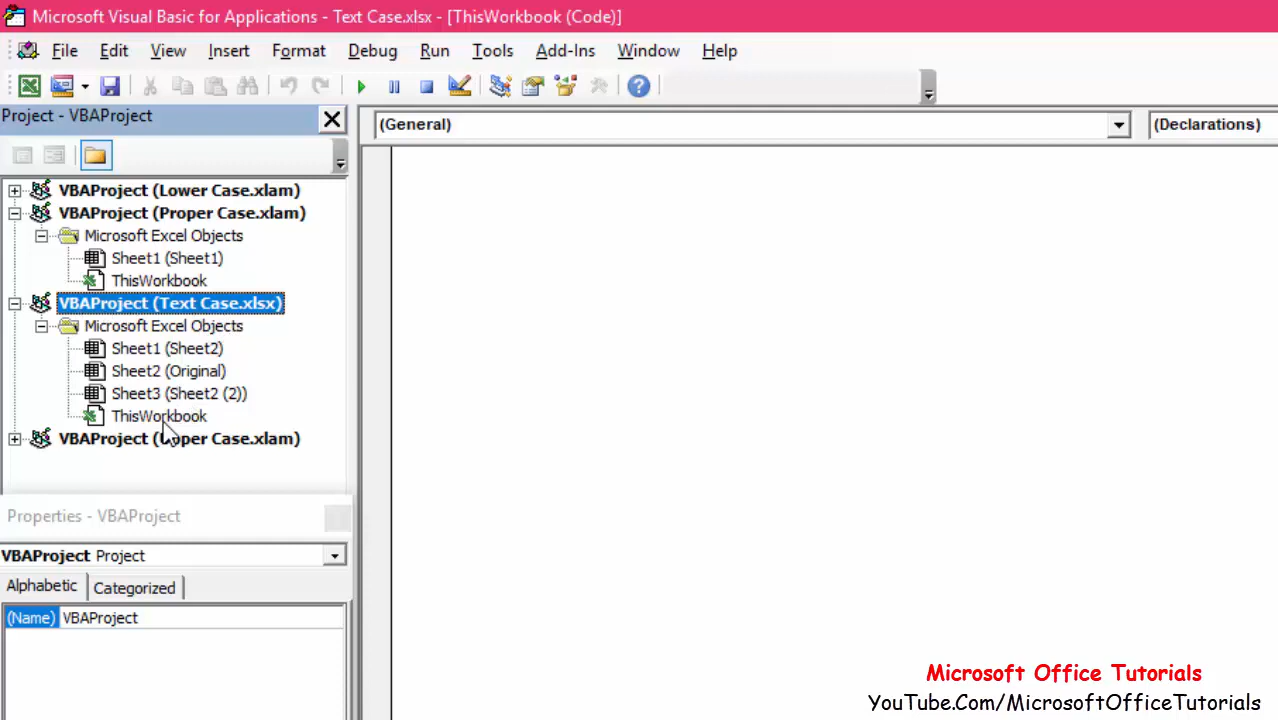 Microsoft Visual Basic for Applications - Text Case.xlsx - [ThisWorkbook (Code)]
File Edit View Insert Format Debug Run Tools Add-Ins Window Help
Project - VBAProject
(General) (Declarations)
VBAProject (Lower Case.xlam)
VBAProject (Proper Case.xlam)
Microsoft Excel Objects
Sheet1 (Sheet1)
ThisWorkbook
VBAProject (Text Case.xlsx)
Microsoft Excel Objects
Sheet1 (Sheet2)
Sheet2 (Original)
Sheet3 (Sheet2 (2))
ThisWorkbook
VBAProject (Upper Case.xlam)
Properties - VBAProject
VBAProject Project
Alphabetic Categorized
(Name) VBAProject
Microsoft Office Tutorials
YouTube.Com/MicrosoftOfficeTutorials